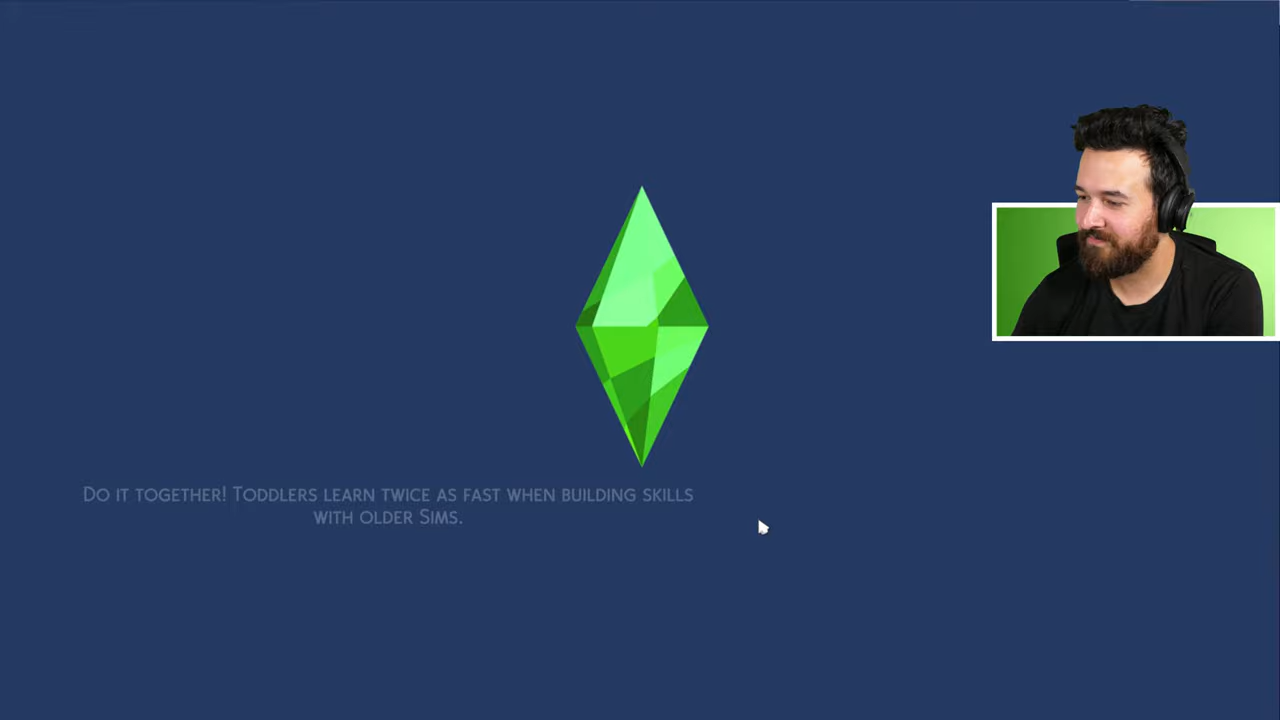 Do it together! Toddlers learn twice as fast when building skills
with older Sims.